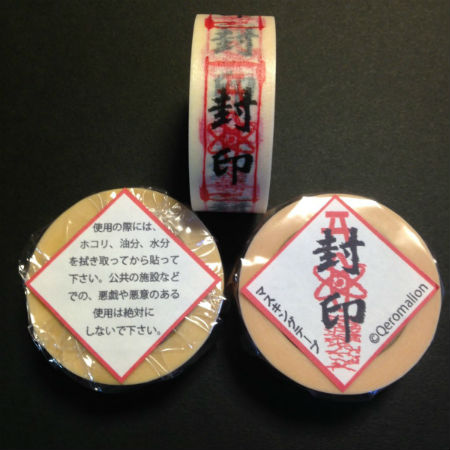 封
印
使用の際には、
ホコリ、油分、水分
を拭き取ってから貼って
下さい。公共の施設など
での、悪戯や悪意のある
使用は絶対に
しないで下さい。
封
印
マスキングテープ
©Qeromalion